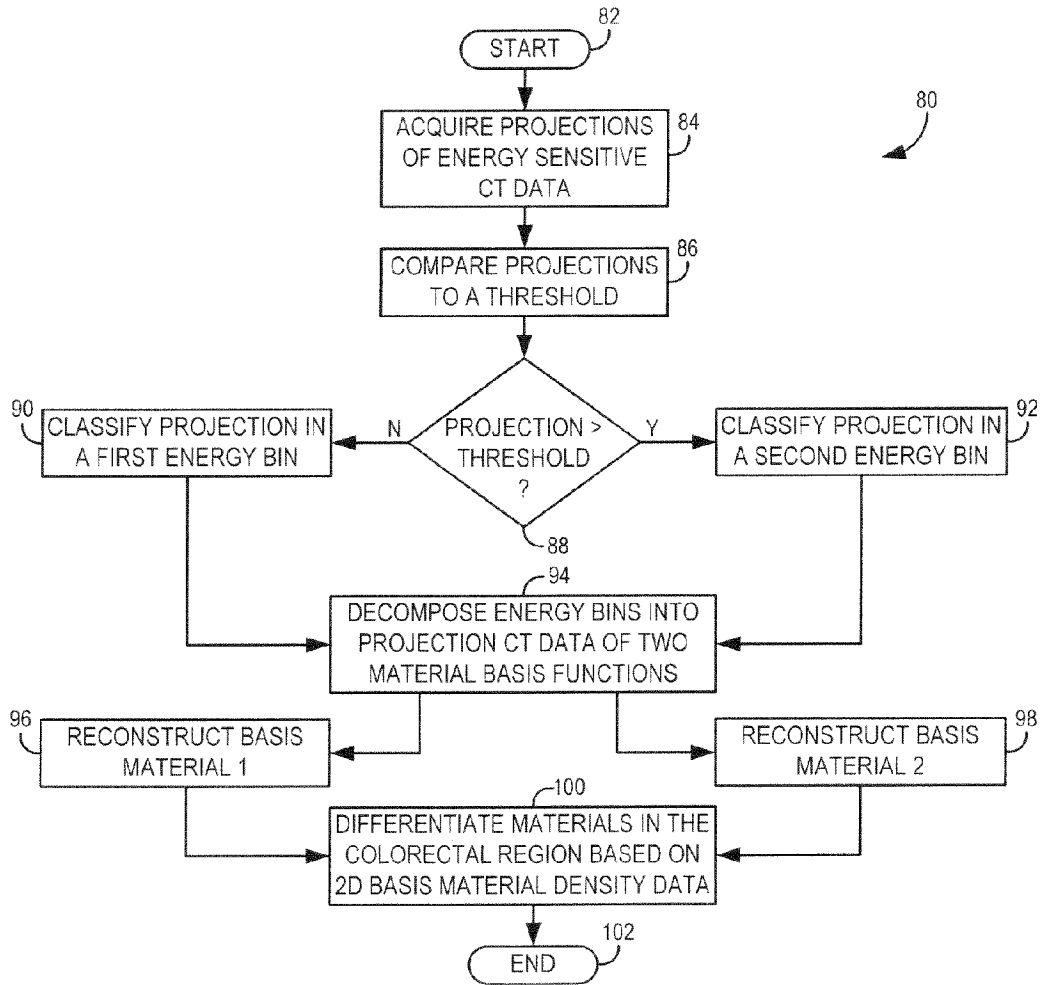 82
START
80
ACQUIRE PROJECTIONS
OF ENERGY SENSITIVE
CT DATA
84
COMPARE PROJECTIONS
TO A THRESHOLD
86
90
CLASSIFY PROJECTION IN
A FIRST ENERGY BIN
N
PROJECTION >
THRESHOLD
?
Y
88
CLASSIFY PROJECTION IN
A SECOND ENERGY BIN
92
94
DECOMPOSE ENERGY BINS INTO
PROJECTION CT DATA OF TWO
MATERIAL BASIS FUNCTIONS
96
RECONSTRUCT BASIS
MATERIAL 1
RECONSTRUCT BASIS
MATERIAL 2
98
100
DIFFERENTIATE MATERIALS IN THE
COLORECTAL REGION BASED ON
2D BASIS MATERIAL DENSITY DATA
END
102